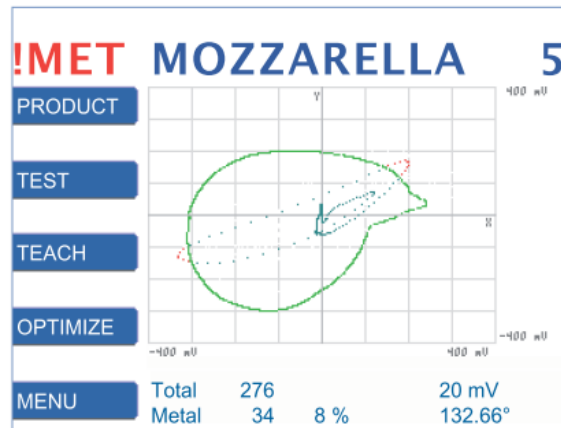 !MET MOZZARELLA 5
PRODUCT
Y
400 mV
TEST
X
TEACH
OPTIMIZE
-400 mV
-400 mV
400 mV
MENU
Total 276 20 mV
Metal 34 8 % 132.66°